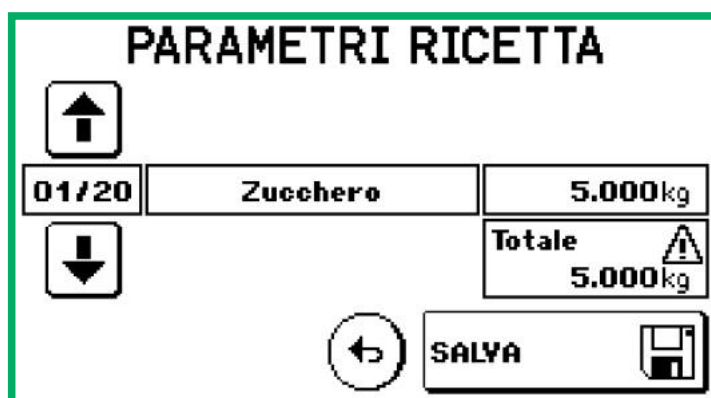 PARAMETRI RICETTA
01/20 Zucchero 5.000kg
Totale
5.000kg
SALVA